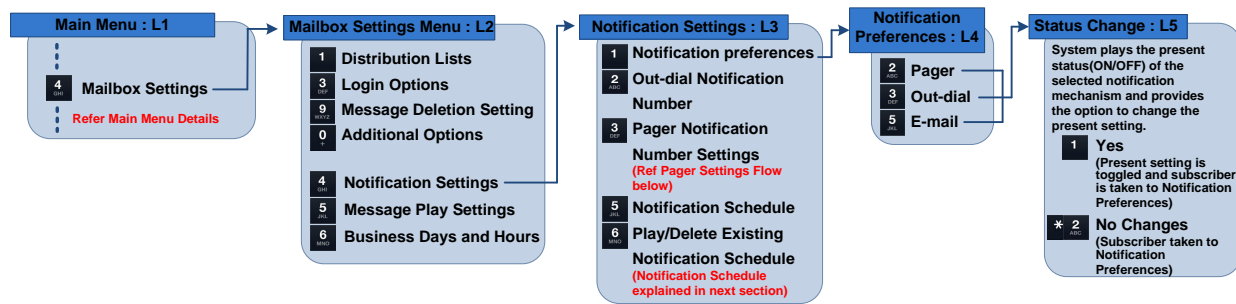 Main Menu : L1
4
GHI
Mailbox Settings
Refer Main Menu Details
Mailbox Settings Menu : L2
1
Distribution Lists
3
DEF
Login Options
9
WXYZ
Message Deletion Setting
0
+
Additional Options
4
GHI
Notification Settings
5
JKL
Message Play Settings
6
MNO
Business Days and Hours
Notification Settings : L3
1
Notification preferences
2
ABC
Out-dial Notification
Number
3
DEF
Pager Notification
Number Settings
(Ref Pager Settings Flow
below)
5
JKL
Notification Schedule
6
MNO
Play/Delete Existing
Notification Schedule
(Notification Schedule
explained in next section)
Notification
Preferences : L4
2
ABC
Pager
3
DEF
Out-dial
5
JKL
E-mail
Status Change : L5
System plays the present
status(ON/OFF) of the
selected notification
mechanism and provides
the option to change the
present setting.
1
Yes
(Present setting is
toggled and subscriber
is taken to Notification
Preferences)
* 2
ABC
No Changes
(Subscriber taken to
Notification
Preferences)